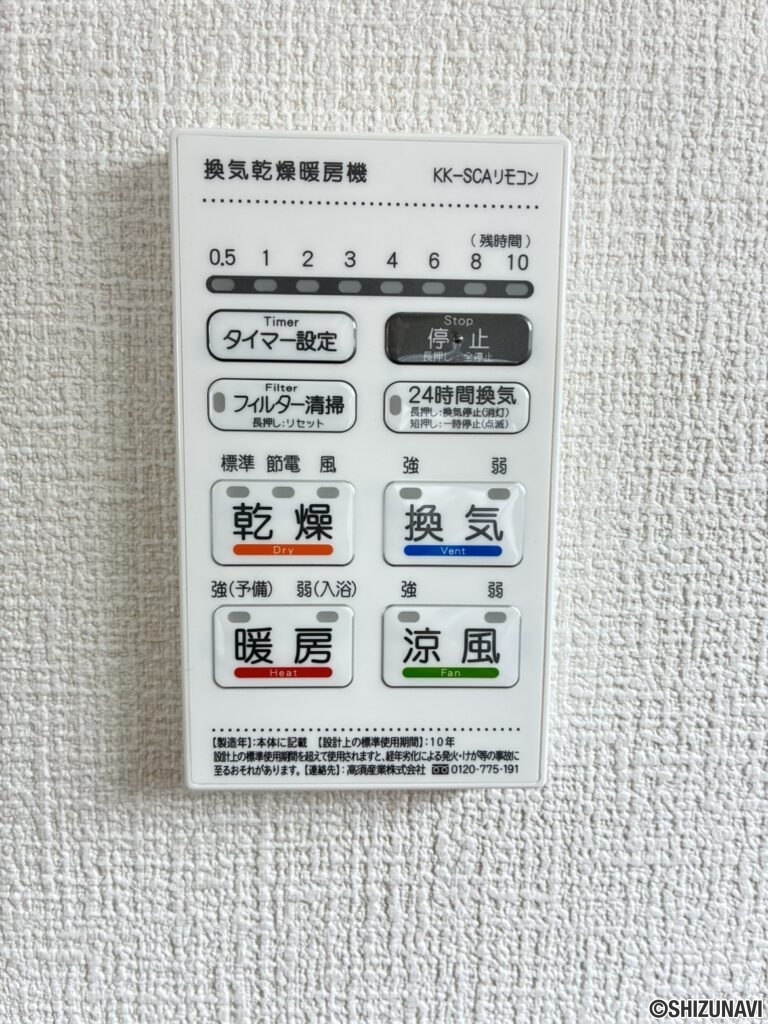 換気乾燥暖房機 KK-SCAリモコン
(残時間)
0.5 1 2 3 4 6 8 10
Timer
タイマー設定
Stop
停・止
長押し:全停止
Filter
フィルター清掃
長押し:リセット
24時間換気
長押し:換気停止(消灯)
短押し:一時停止(点滅)
標準 節電 風
乾燥
Dry
強 弱
換気
Vent
強(予備) 弱(入浴)
暖房
Heat
強 弱
涼風
Fan
【製造年】:本体に記載 【設計上の標準使用期間】:10年
設計上の標準使用期間を超えて使用されますと、経年劣化による発火・けが等の事故に
至るおそれがあります。【連絡先】:高須産業株式会社 0120-775-191
©SHIZUNAVI